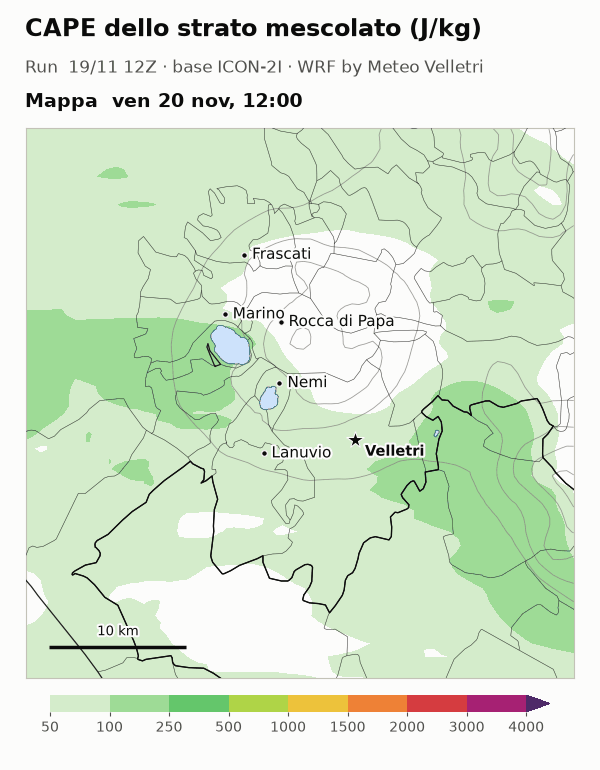 CAPE dello strato mescolato (J/kg)
Run  19/11 12Z · base ICON-2I · WRF by Meteo Velletri
Mappa  ven 20 nov, 12:00
Frascati
Marino
Rocca di Papa
Nemi
Velletri
Lanuvio
10 km
50 100 250 500 1000 1500 2000 3000 4000